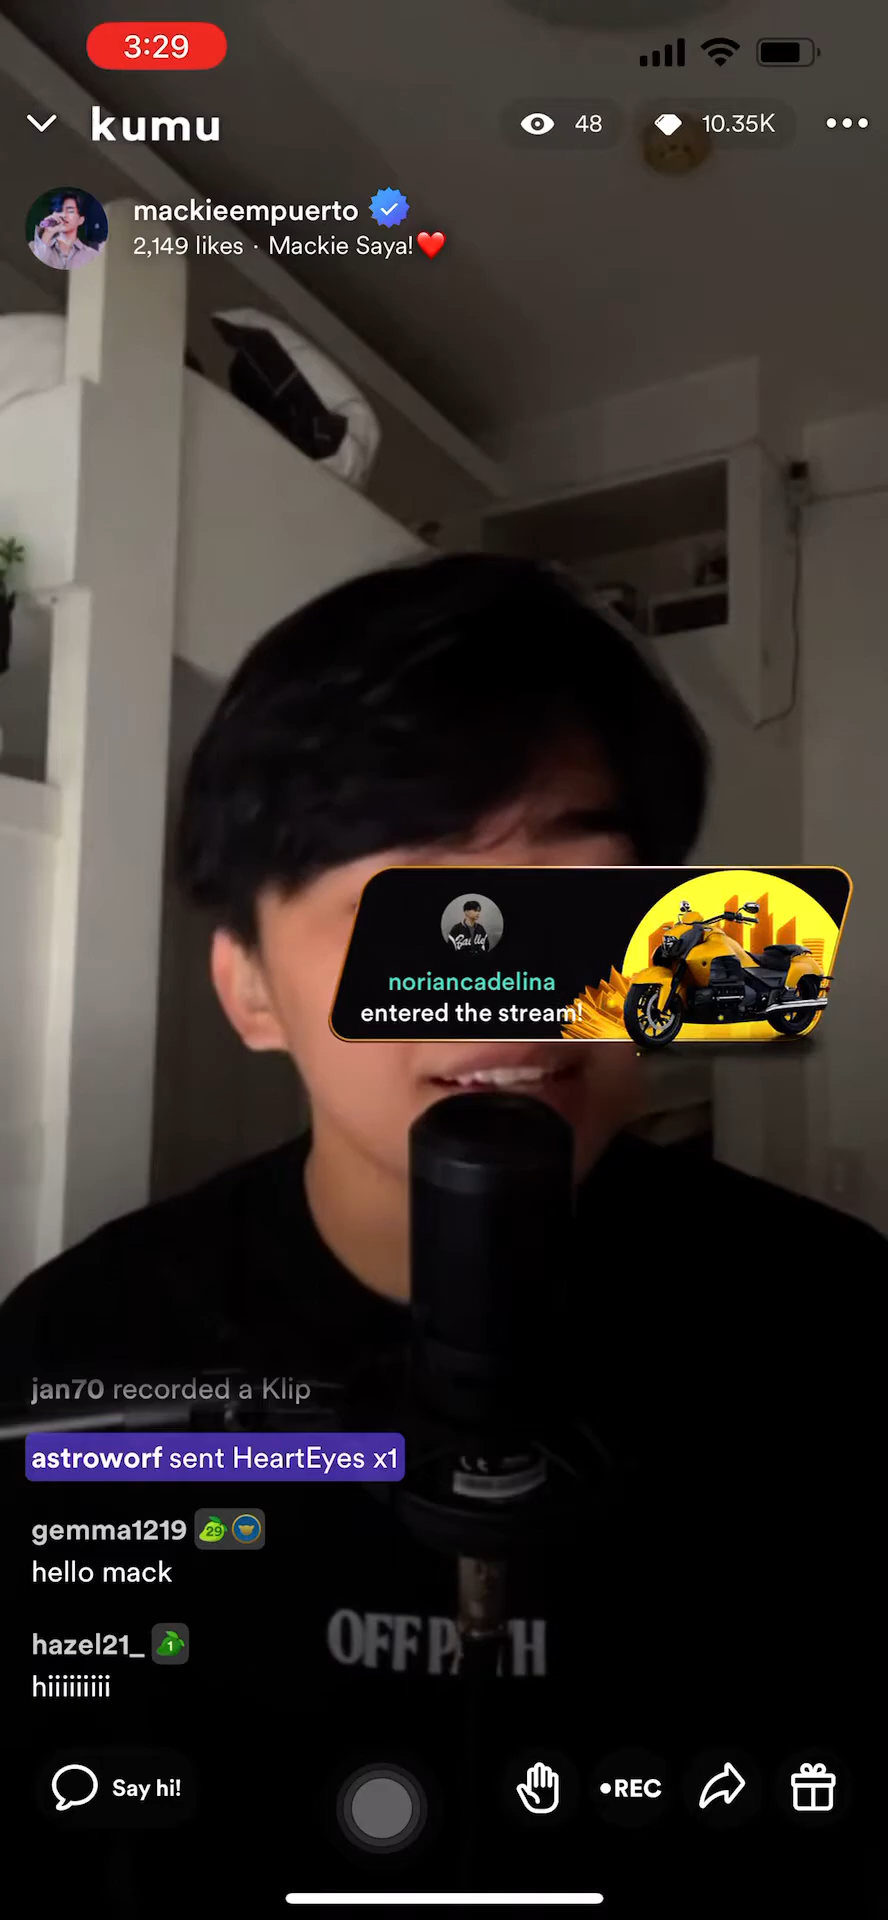 3:29
kumu
48
10.35K
mackieempuerto
2,149 likes · Mackie Saya!❤️
noriancadelina
entered the stream!
jan70 recorded a Klip
astroworf sent HeartEyes x1
gemma1219 29
hello mack
hazel21_ 1
hiiiiiiiii
Say hi!
•REC